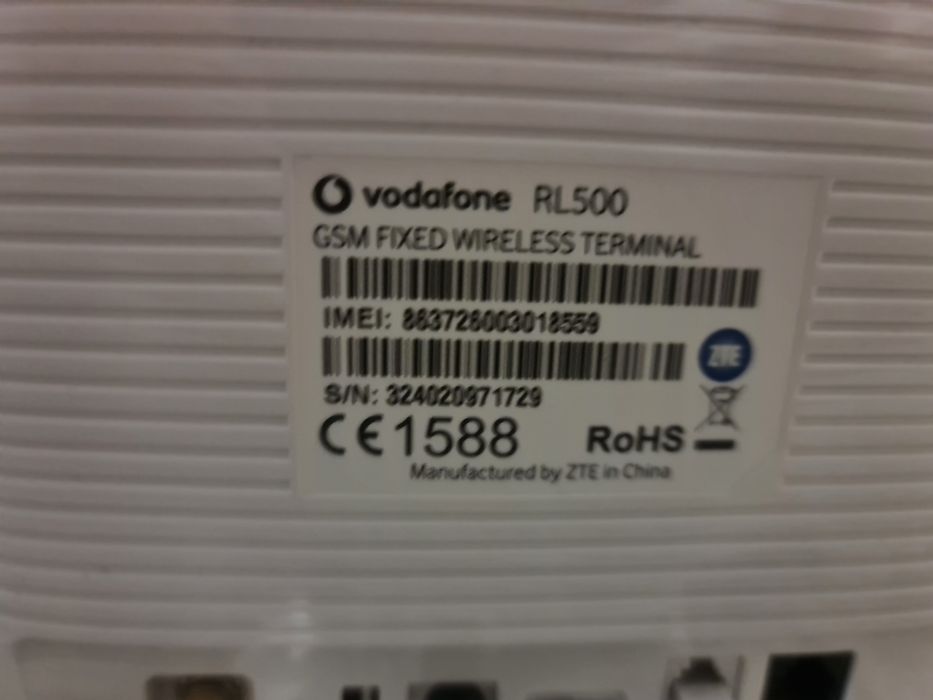 vodafone RL500
GSM FIXED WIRELESS TERMINAL
IMEI: 863726003018559
ZTE
S/N: 324020971729
CE1588 RoHS
Manufactured by ZTE in China